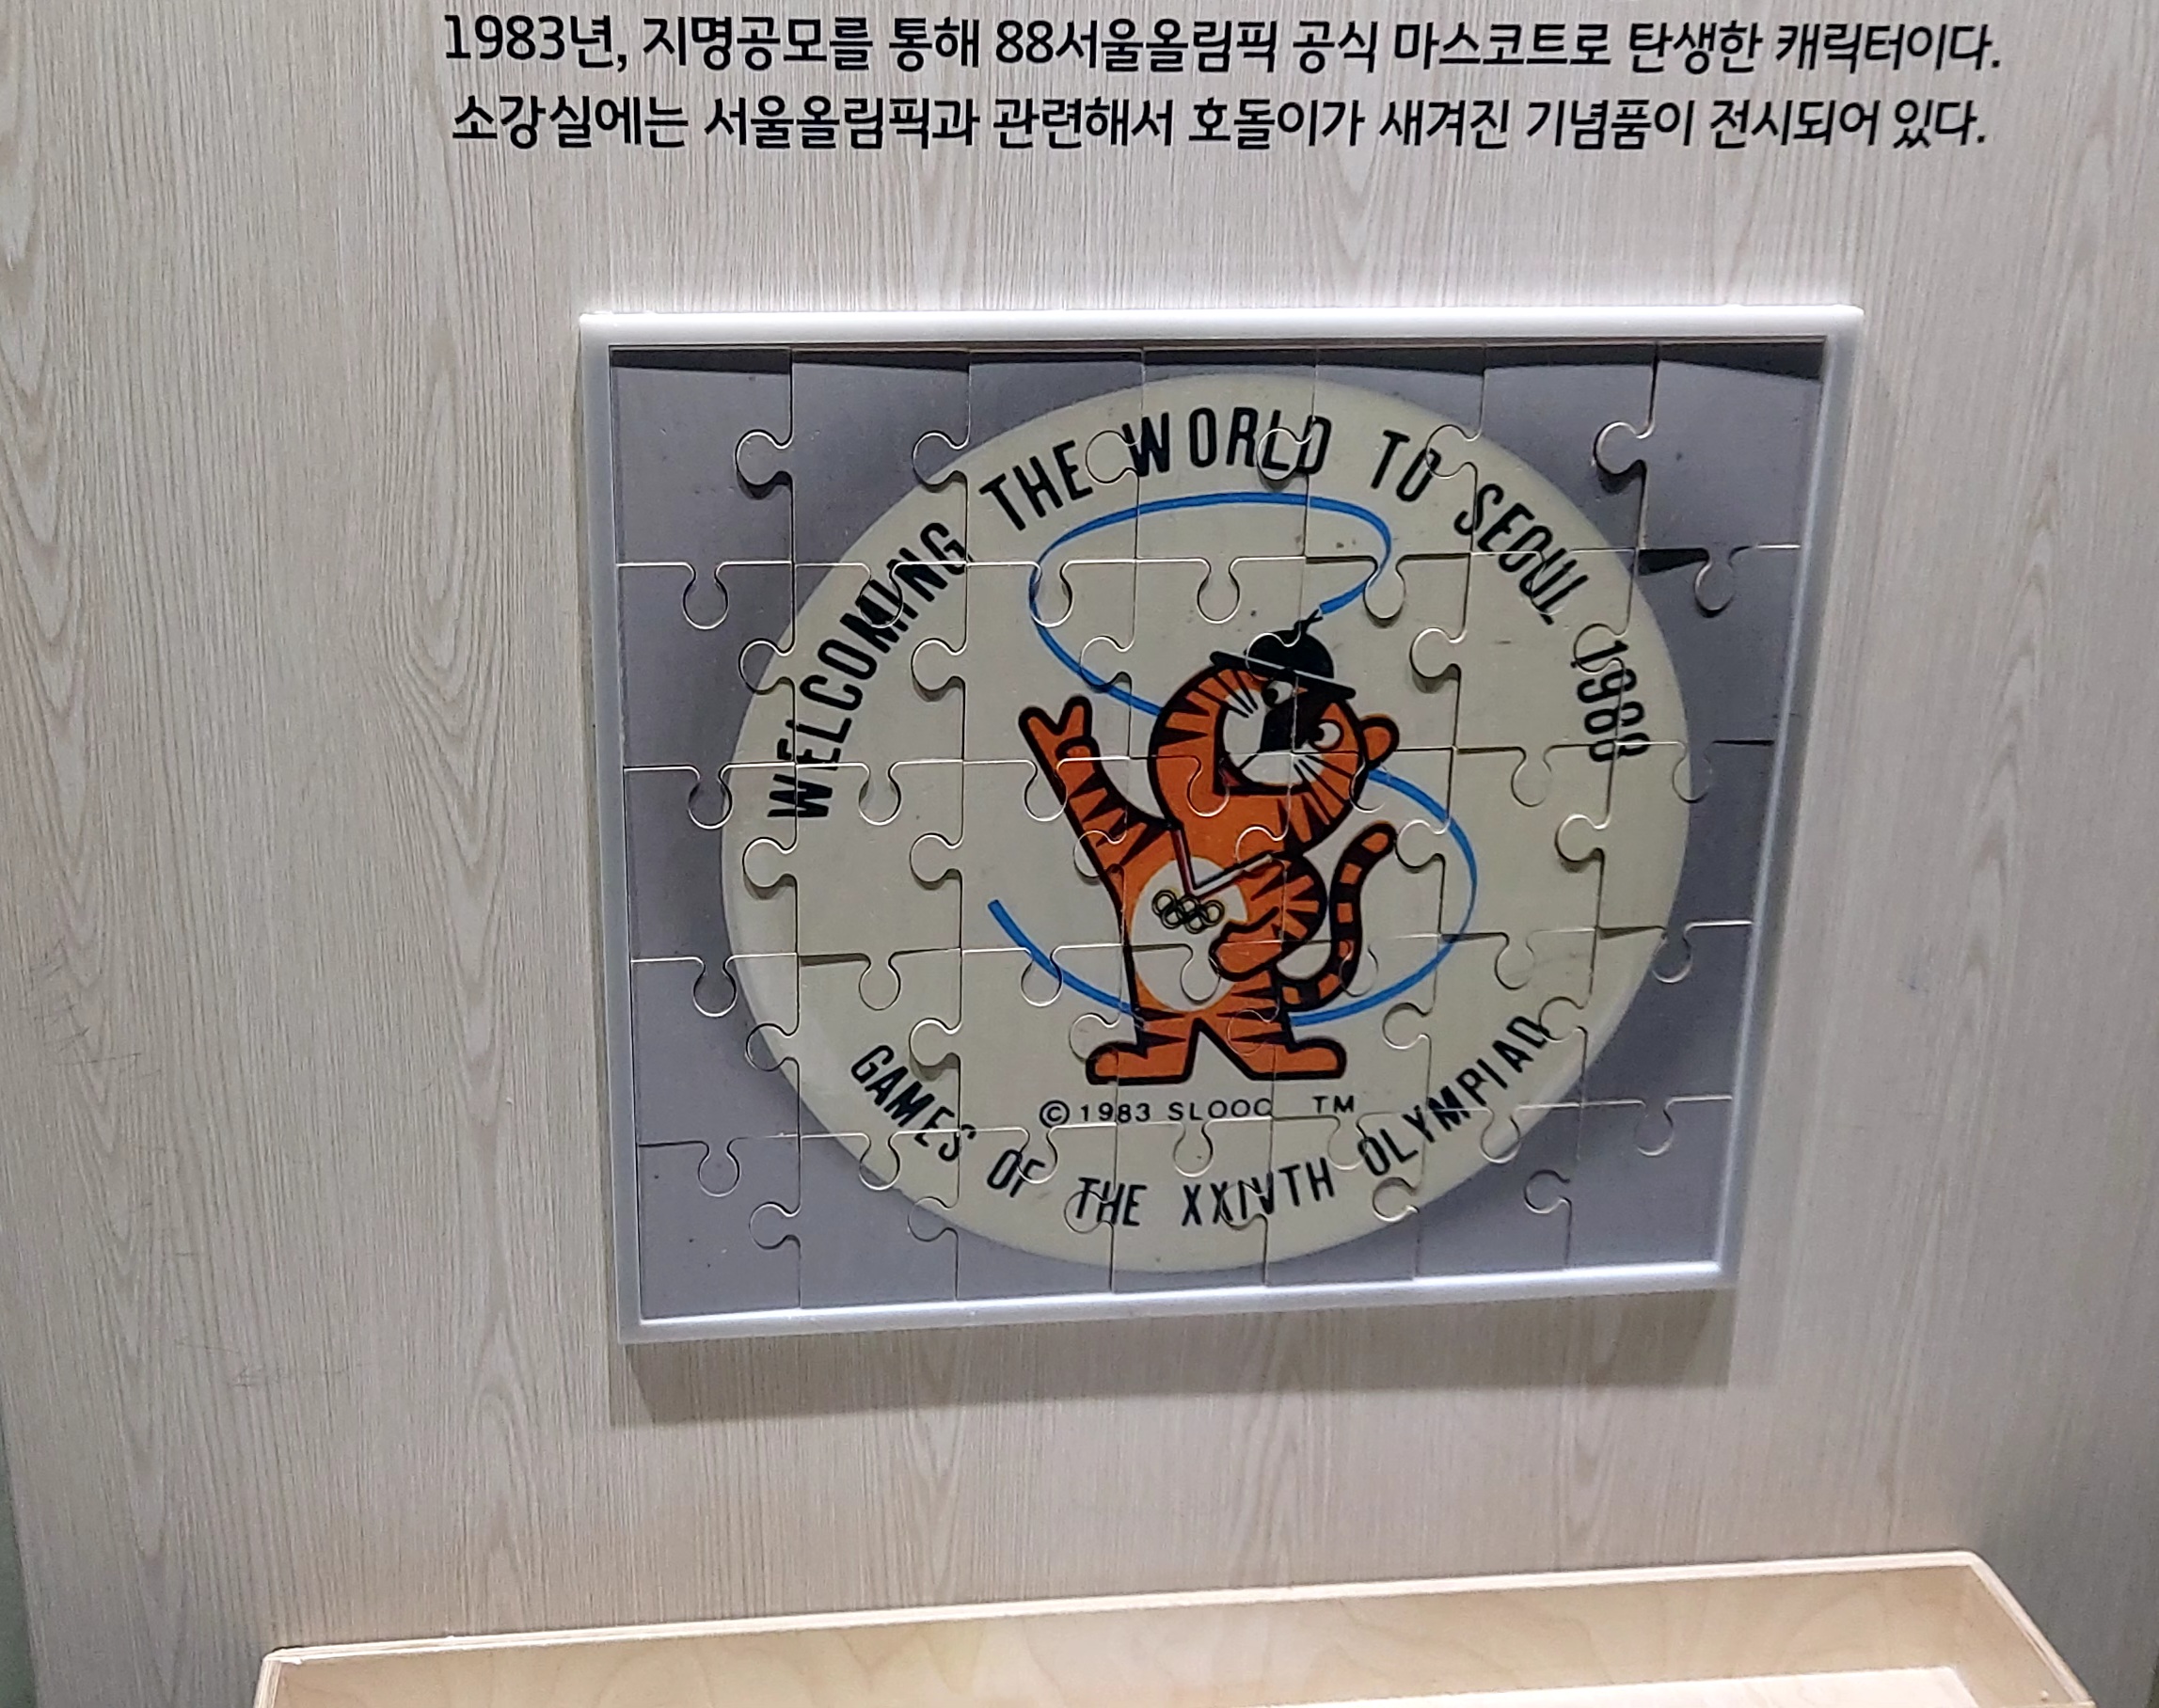 1983년, 지명공모를 통해 88서울올림픽 공식 마스코트로 탄생한 캐릭터이다.
소강실에는 서울올림픽과 관련해서 호돌이가 새겨진 기념품이 전시되어 있다.
WELCOMING THE WORLD TO SEOUL 1988
© 1983 SLOOC TM
GAMES OF THE XXIVTH OLYMPIAD